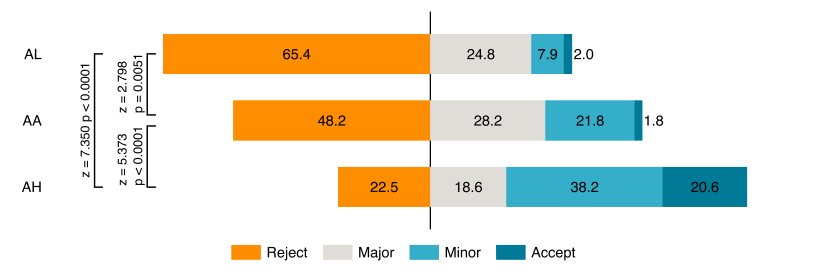 AL
65.4
24.8
7.9
2.0
AA
48.2
28.2
21.8
1.8
AH
22.5
18.6
38.2
20.6
z = 7.350 p < 0.0001
z = 2.798
p = 0.0051
z = 5.373
p < 0.0001
Reject Major Minor Accept